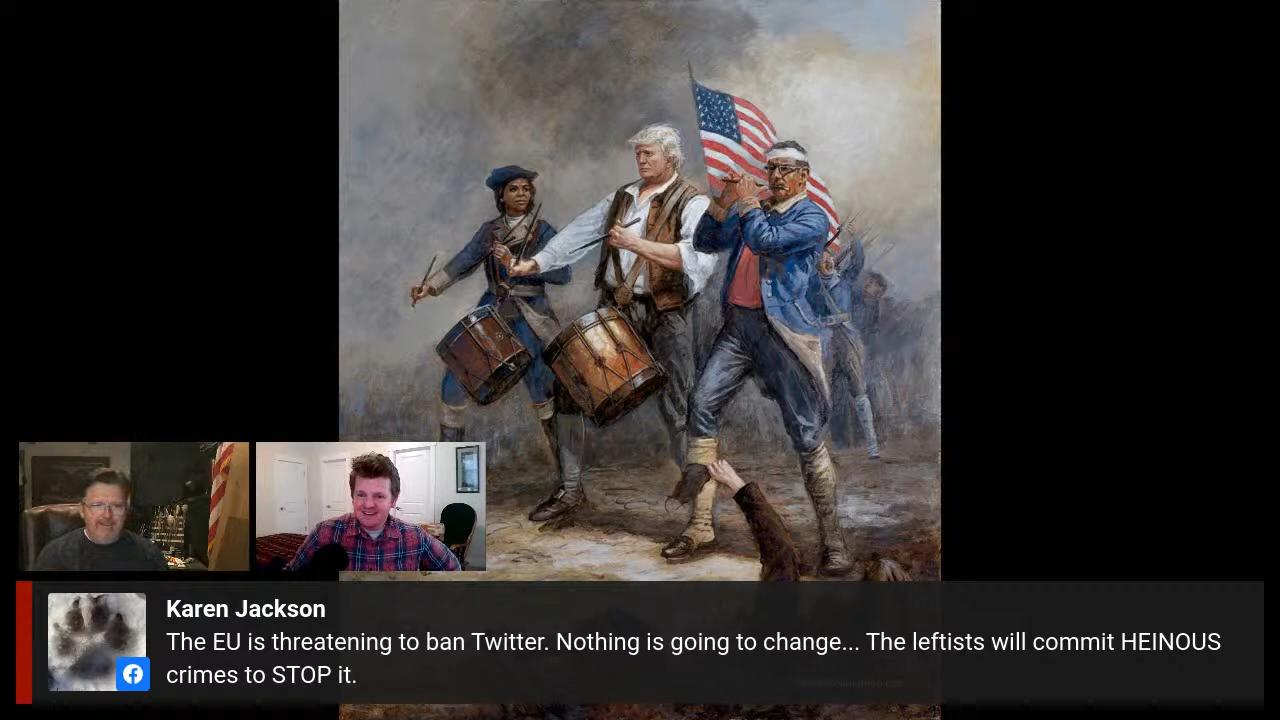 Karen Jackson
The EU is threatening to ban Twitter. Nothing is going to change... The leftists will commit HEINOUS
crimes to STOP it.